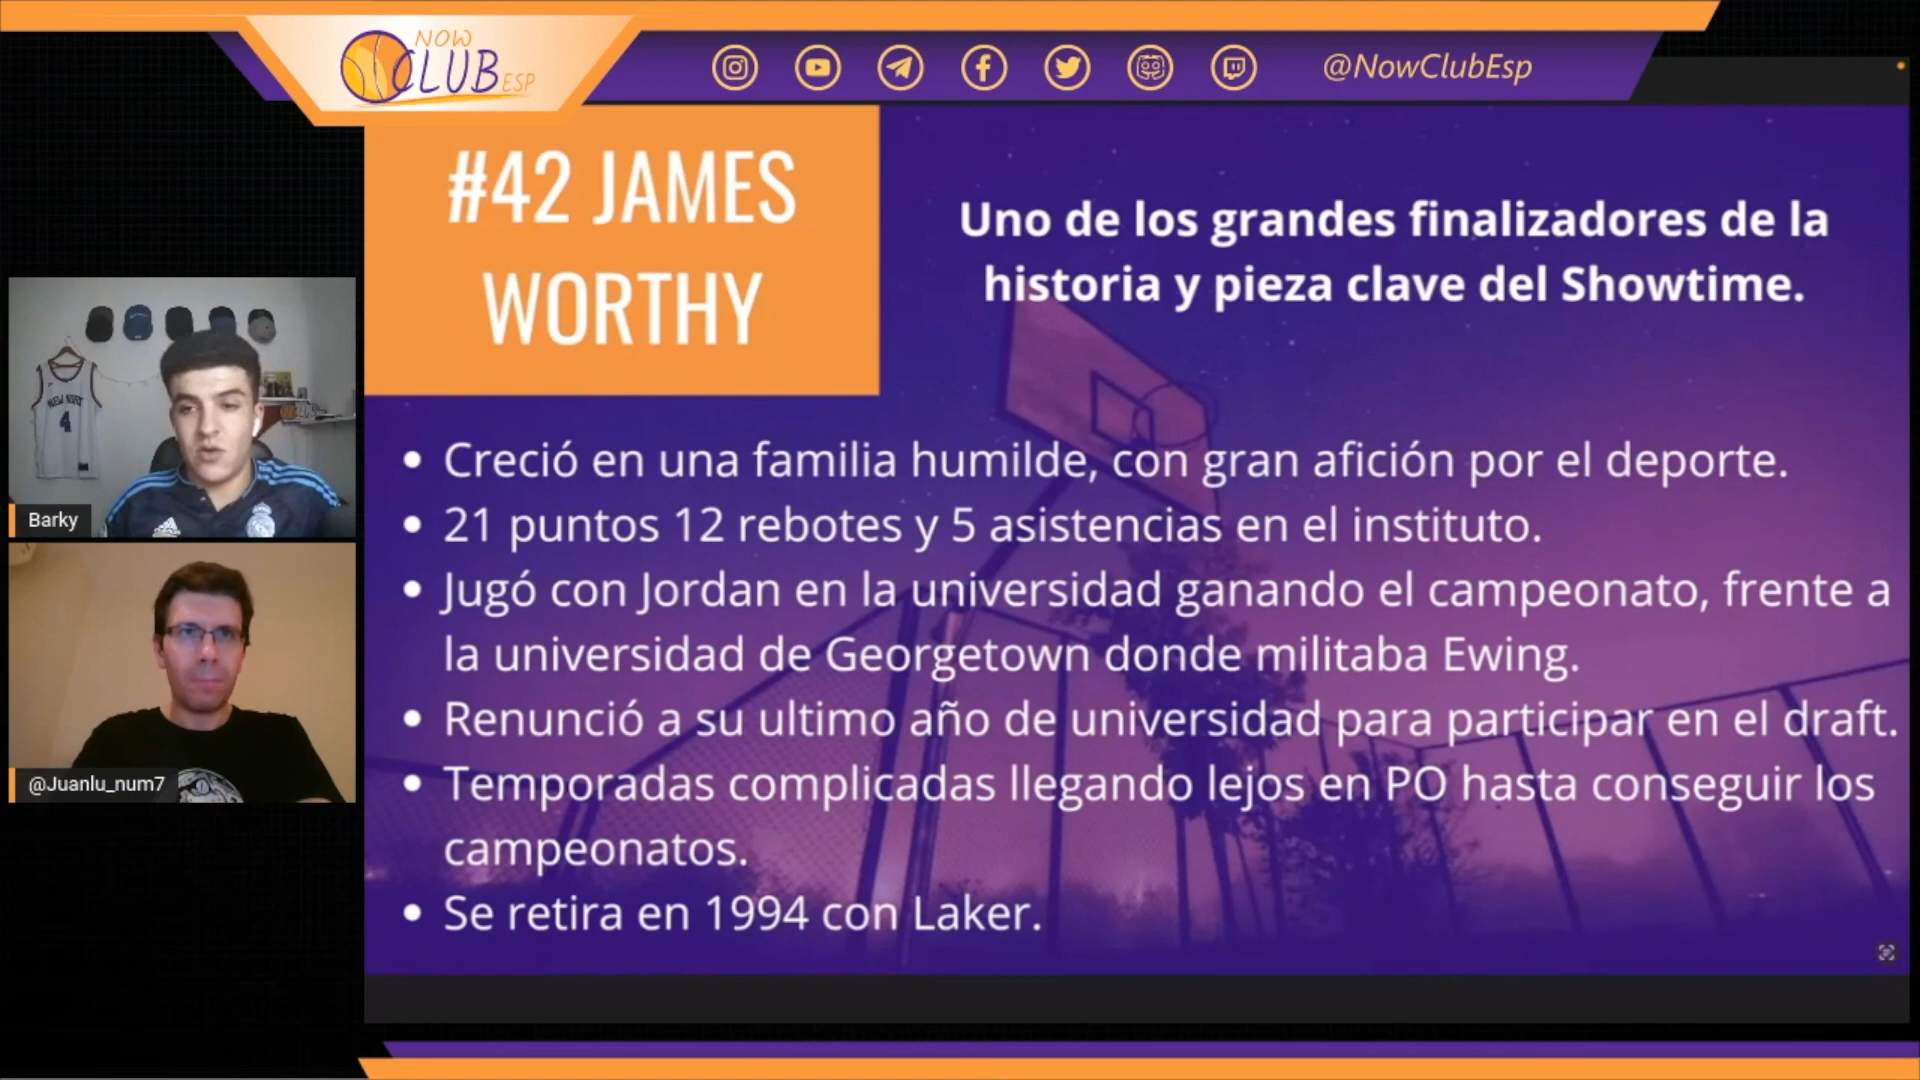 NOW
CLUB
ESP
@NowClubEsp
#42 JAMES
WORTHY
Uno de los grandes finalizadores de la
historia y pieza clave del Showtime.
• Creció en una familia humilde, con gran afición por el deporte.
• 21 puntos 12 rebotes y 5 asistencias en el instituto.
• Jugó con Jordan en la universidad ganando el campeonato, frente a
la universidad de Georgetown donde militaba Ewing.
• Renunció a su ultimo año de universidad para participar en el draft.
• Temporadas complicadas llegando lejos en PO hasta conseguir los
campeonatos.
• Se retira en 1994 con Laker.
NEW YORK
4
Barky
@Juanlu_num7